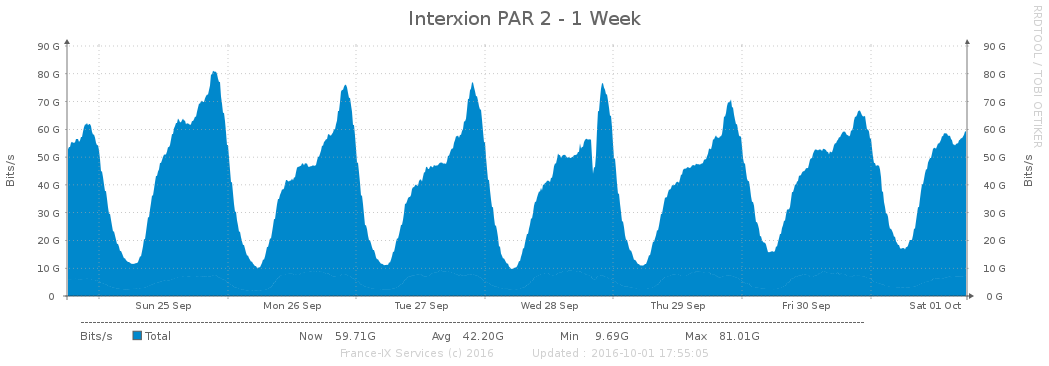 Interxion PAR 2 - 1 Week
RRDTOOL / TOBI OETIKER
Bits/s
90 G 90 G
80 G 80 G
70 G 70 G
60 G 60 G
50 G 50 G
40 G 40 G
30 G 30 G
20 G 20 G
10 G 10 G
0 0 G
Bits/s
Sun 25 Sep Mon 26 Sep Tue 27 Sep Wed 28 Sep Thu 29 Sep Fri 30 Sep Sat 01 Oct
Bits/s Total Now 59.71G Avg 42.20G Min 9.69G Max 81.01G
France-IX Services (c) 2016 Updated : 2016-10-01 17:55:05